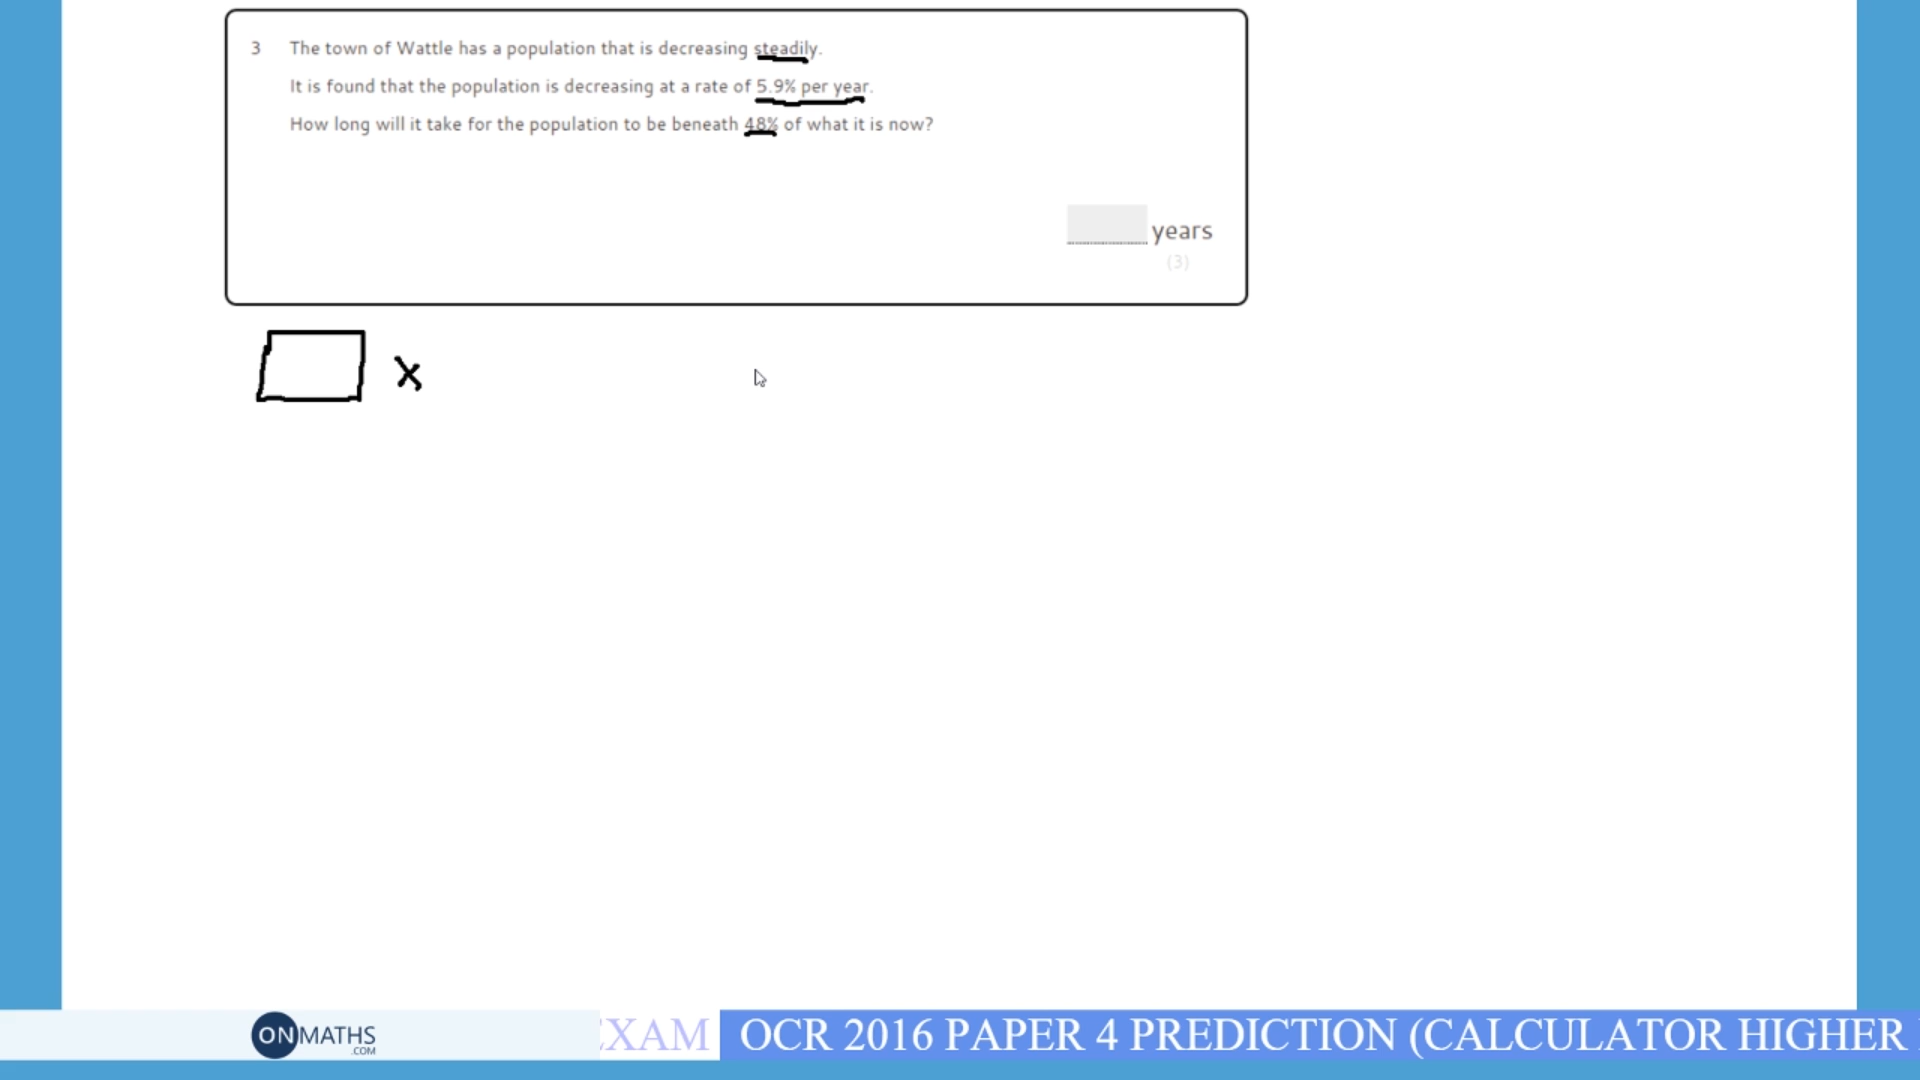 3 The town of Wattle has a population that is decreasing steadily.
It is found that the population is decreasing at a rate of 5.9% per year.
How long will it take for the population to be beneath 48% of what it is now?
years
(3)
x
ONMATHS
.COM
EXAM OCR 2016 PAPER 4 PREDICTION (CALCULATOR HIGHER